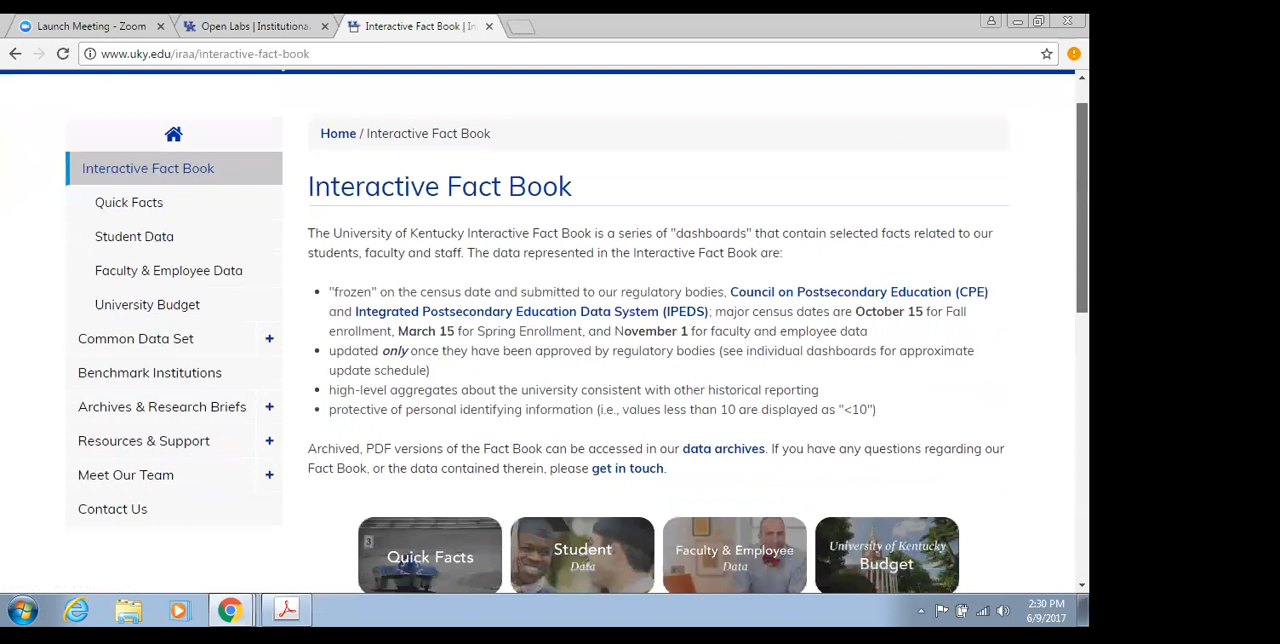 Launch Meeting - Zoom
Open Labs | Institutiona
Interactive Fact Book | In
www.uky.edu/iraa/interactive-fact-book
Interactive Fact Book
Quick Facts
Student Data
Faculty & Employee Data
University Budget
Common Data Set +
Benchmark Institutions
Archives & Research Briefs +
Resources & Support +
Meet Our Team +
Contact Us
Home / Interactive Fact Book
Interactive Fact Book
The University of Kentucky Interactive Fact Book is a series of "dashboards" that contain selected facts related to our
students, faculty and staff. The data represented in the Interactive Fact Book are:
• "frozen" on the census date and submitted to our regulatory bodies, Council on Postsecondary Education (CPE)
and Integrated Postsecondary Education Data System (IPEDS); major census dates are October 15 for Fall
enrollment, March 15 for Spring Enrollment, and November 1 for faculty and employee data
• updated only once they have been approved by regulatory bodies (see individual dashboards for approximate
update schedule)
• high-level aggregates about the university consistent with other historical reporting
• protective of personal identifying information (i.e., values less than 10 are displayed as "<10")
Archived, PDF versions of the Fact Book can be accessed in our data archives. If you have any questions regarding our
Fact Book, or the data contained therein, please get in touch.
Quick Facts
Student
Data
Faculty & Employee
Data
University of Kentucky
Budget
2:30 PM
6/9/2017